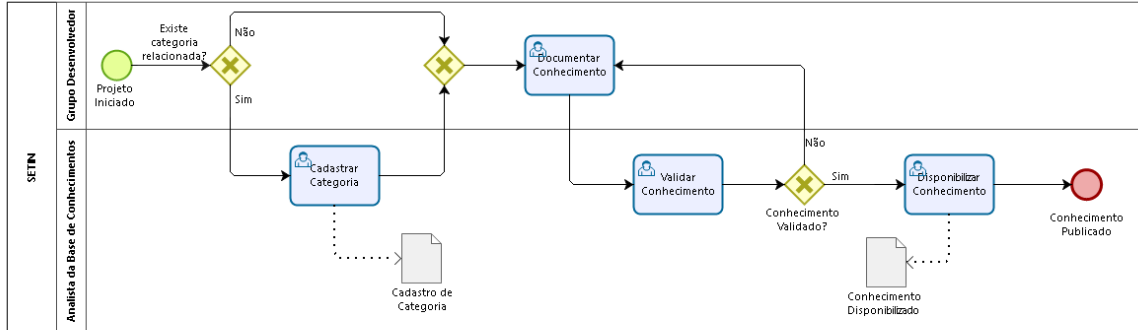 SETIN
Grupo Desenvolvedor
Projeto
Iniciado
Existe
categoria
relacionada?
Não
Sim
Documentar
Conhecimento
Analista da Base de Conhecimentos
Cadastrar
Categoria
Cadastro de
Categoria
Validar
Conhecimento
Não
Sim
Conhecimento
Validado?
Disponibilizar
Conhecimento
Conhecimento
Disponibilizado
Conhecimento
Publicado